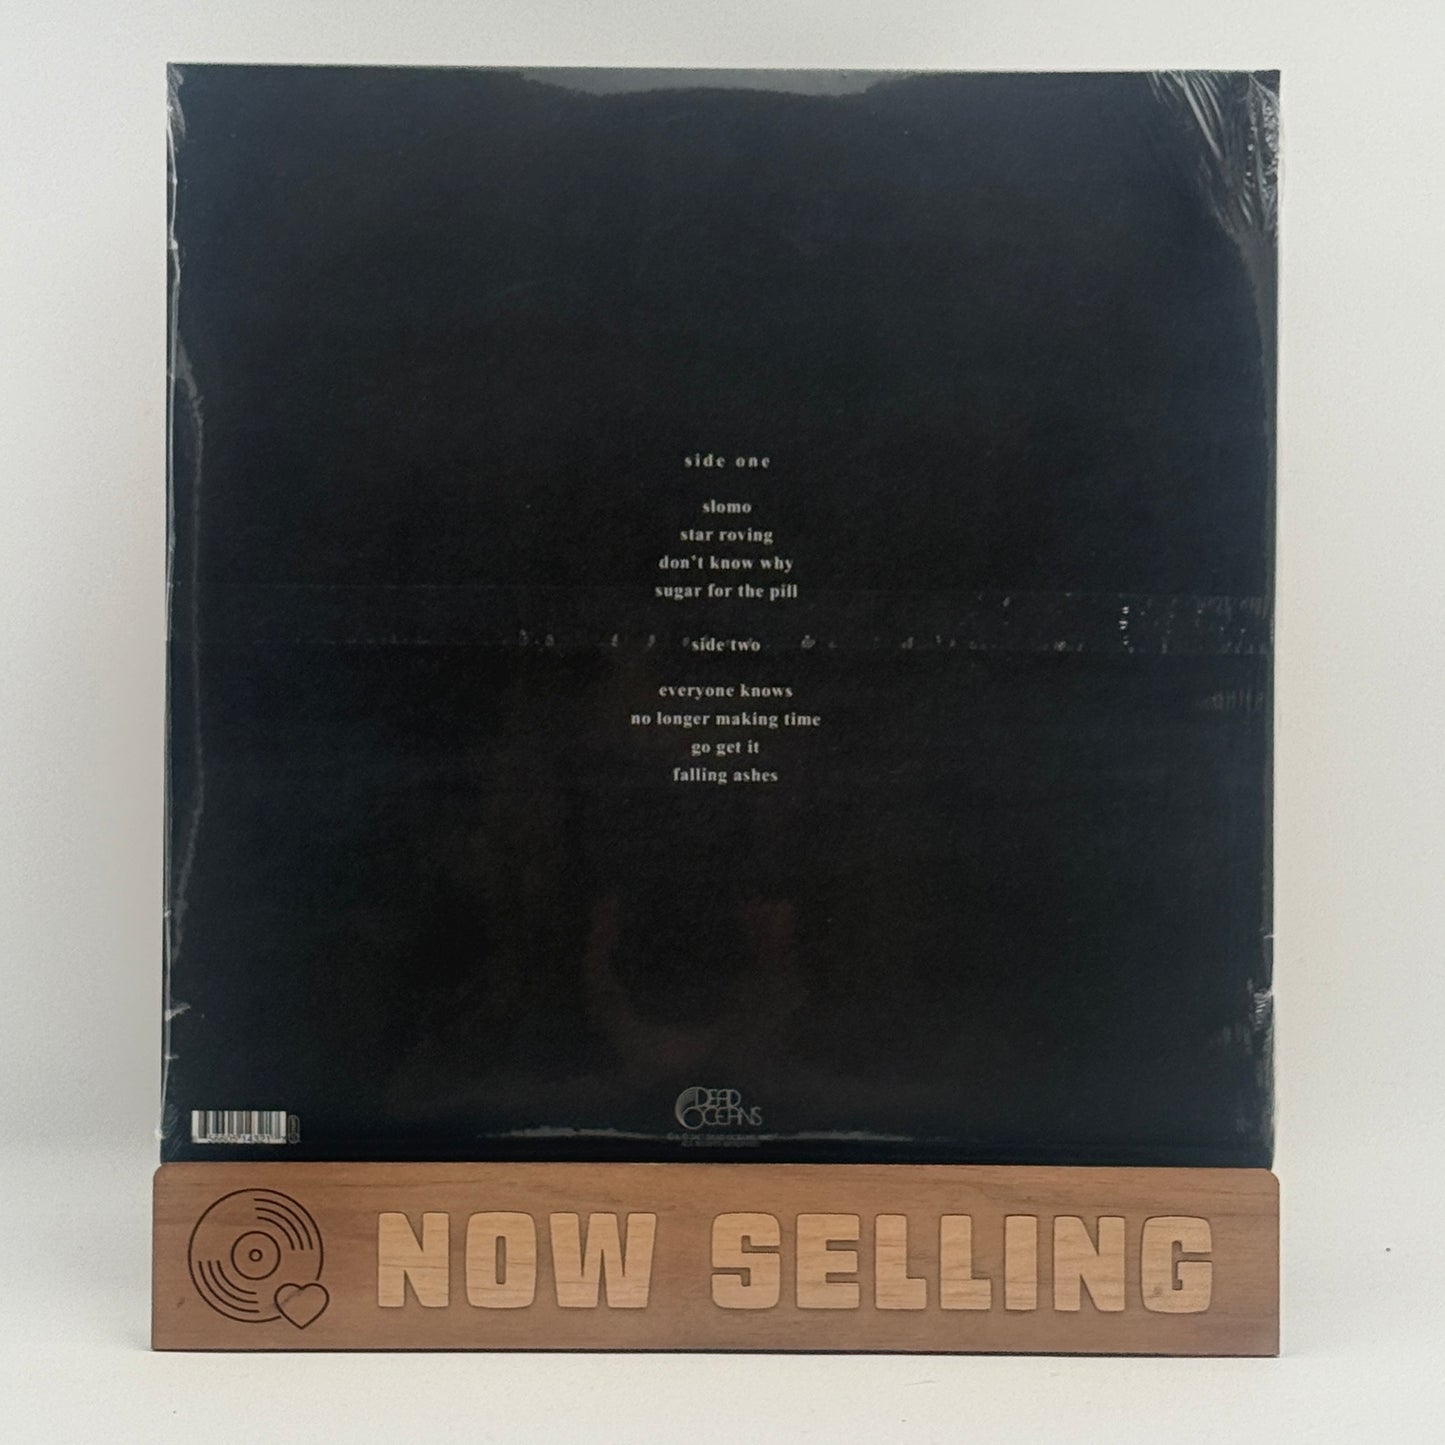 side one
slomo
star roving
don't know why
sugar for the pill
side two
everyone knows
no longer making time
go get it
falling ashes
DEAD
OCEANS
NOW SELLING